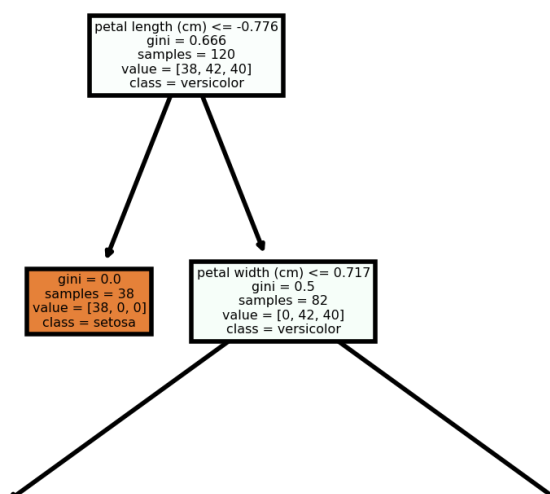 petal length (cm) <= -0.776
gini = 0.666
samples = 120
value = [38, 42, 40]
class = versicolor
gini = 0.0
samples = 38
value = [38, 0, 0]
class = setosa
petal width (cm) <= 0.717
gini = 0.5
samples = 82
value = [0, 42, 40]
class = versicolor